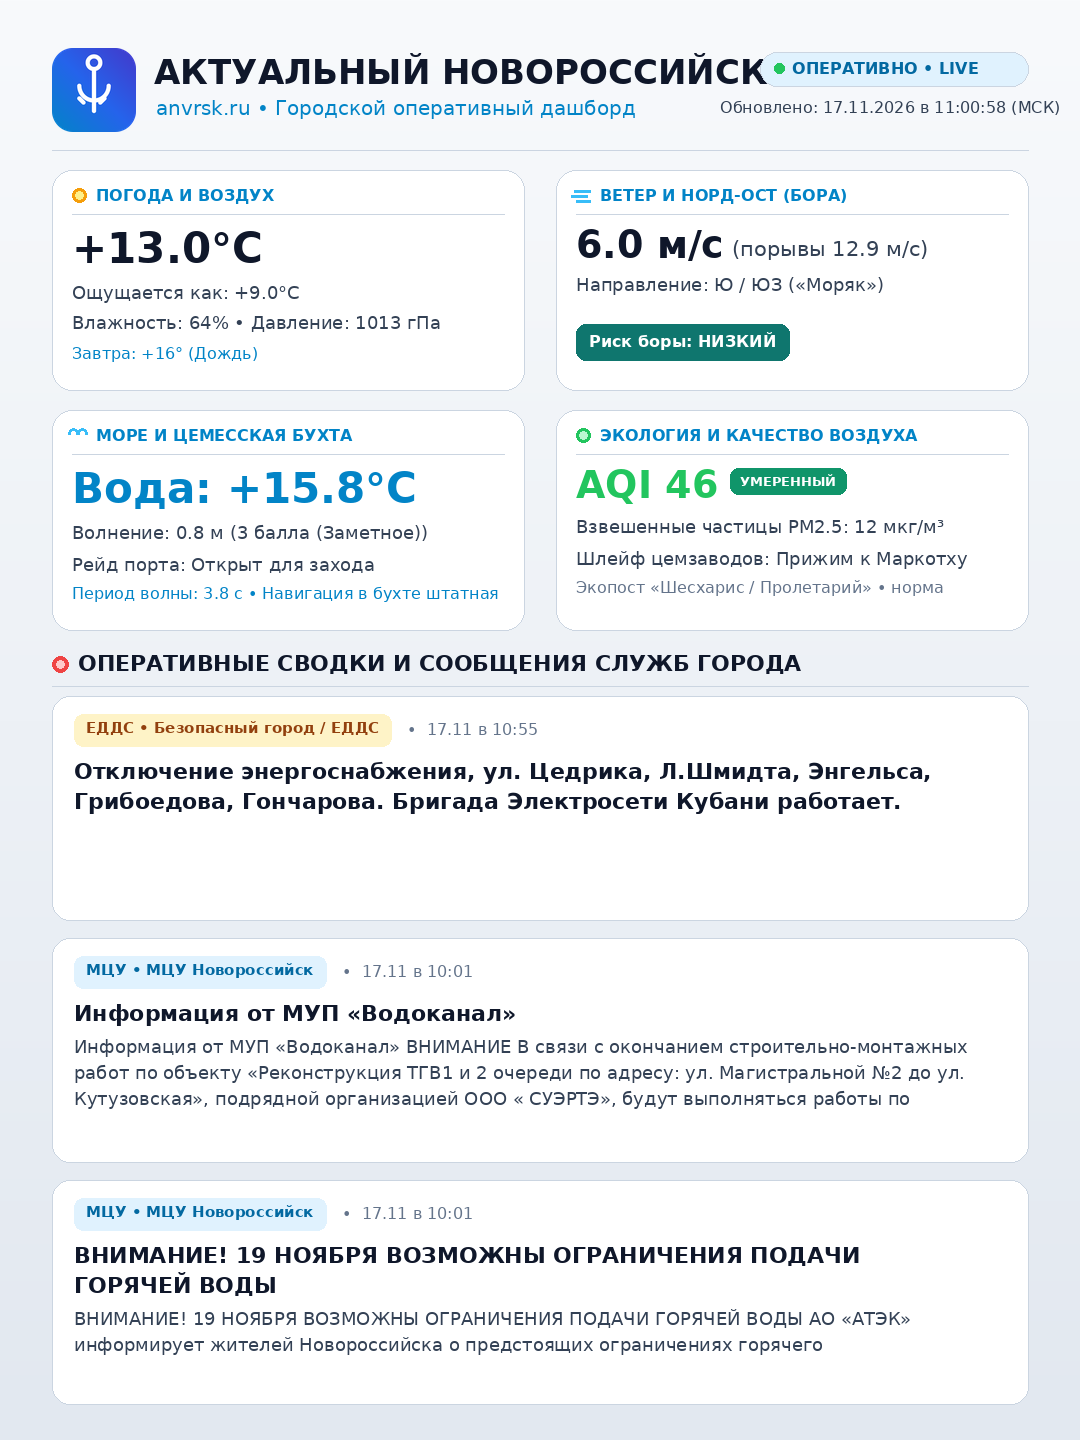 АКТУАЛЬНЫЙ НОВОРОССИЙСК
ОПЕРАТИВНО • LIVE
anvrsk.ru • Городской оперативный дашборд
Обновлено: 17.11.2026 в 11:00:58 (МСК)
ПОГОДА И ВОЗДУХ
+13.0°C
Ощущается как: +9.0°C
Влажность: 64% • Давление: 1013 гПа
Завтра: +16° (Дождь)
ВЕТЕР И НОРД-ОСТ (БОРА)
6.0 м/с (порывы 12.9 м/с)
Направление: Ю / ЮЗ («Моряк»)
Риск боры: НИЗКИЙ
МОРЕ И ЦЕМЕССКАЯ БУХТА
Вода: +15.8°C
Волнение: 0.8 м (3 балла (Заметное))
Рейд порта: Открыт для захода
Период волны: 3.8 с • Навигация в бухте штатная
ЭКОЛОГИЯ И КАЧЕСТВО ВОЗДУХА
AQI 46 УМЕРЕННЫЙ
Взвешенные частицы PM2.5: 12 мкг/м³
Шлейф цемзаводов: Прижим к Маркотху
Экопост «Шесхарис / Пролетарий» • норма
ОПЕРАТИВНЫЕ СВОДКИ И СООБЩЕНИЯ СЛУЖБ ГОРОДА
ЕДДС • Безопасный город / ЕДДС • 17.11 в 10:55
Отключение энергоснабжения, ул. Цедрика, Л.Шмидта, Энгельса,
Грибоедова, Гончарова. Бригада Электросети Кубани работает.
МЦУ • МЦУ Новороссийск • 17.11 в 10:01
Информация от МУП «Водоканал»
Информация от МУП «Водоканал» ВНИМАНИЕ В связи с окончанием строительно-монтажных
работ по объекту «Реконструкция ТГВ1 и 2 очереди по адресу: ул. Магистральной №2 до ул.
Кутузовская», подрядной организацией ООО « СУЭРТЭ», будут выполняться работы по
МЦУ • МЦУ Новороссийск • 17.11 в 10:01
ВНИМАНИЕ! 19 НОЯБРЯ ВОЗМОЖНЫ ОГРАНИЧЕНИЯ ПОДАЧИ
ГОРЯЧЕЙ ВОДЫ
ВНИМАНИЕ! 19 НОЯБРЯ ВОЗМОЖНЫ ОГРАНИЧЕНИЯ ПОДАЧИ ГОРЯЧЕЙ ВОДЫ АО «АТЭК»
информирует жителей Новороссийска о предстоящих ограничениях горячего